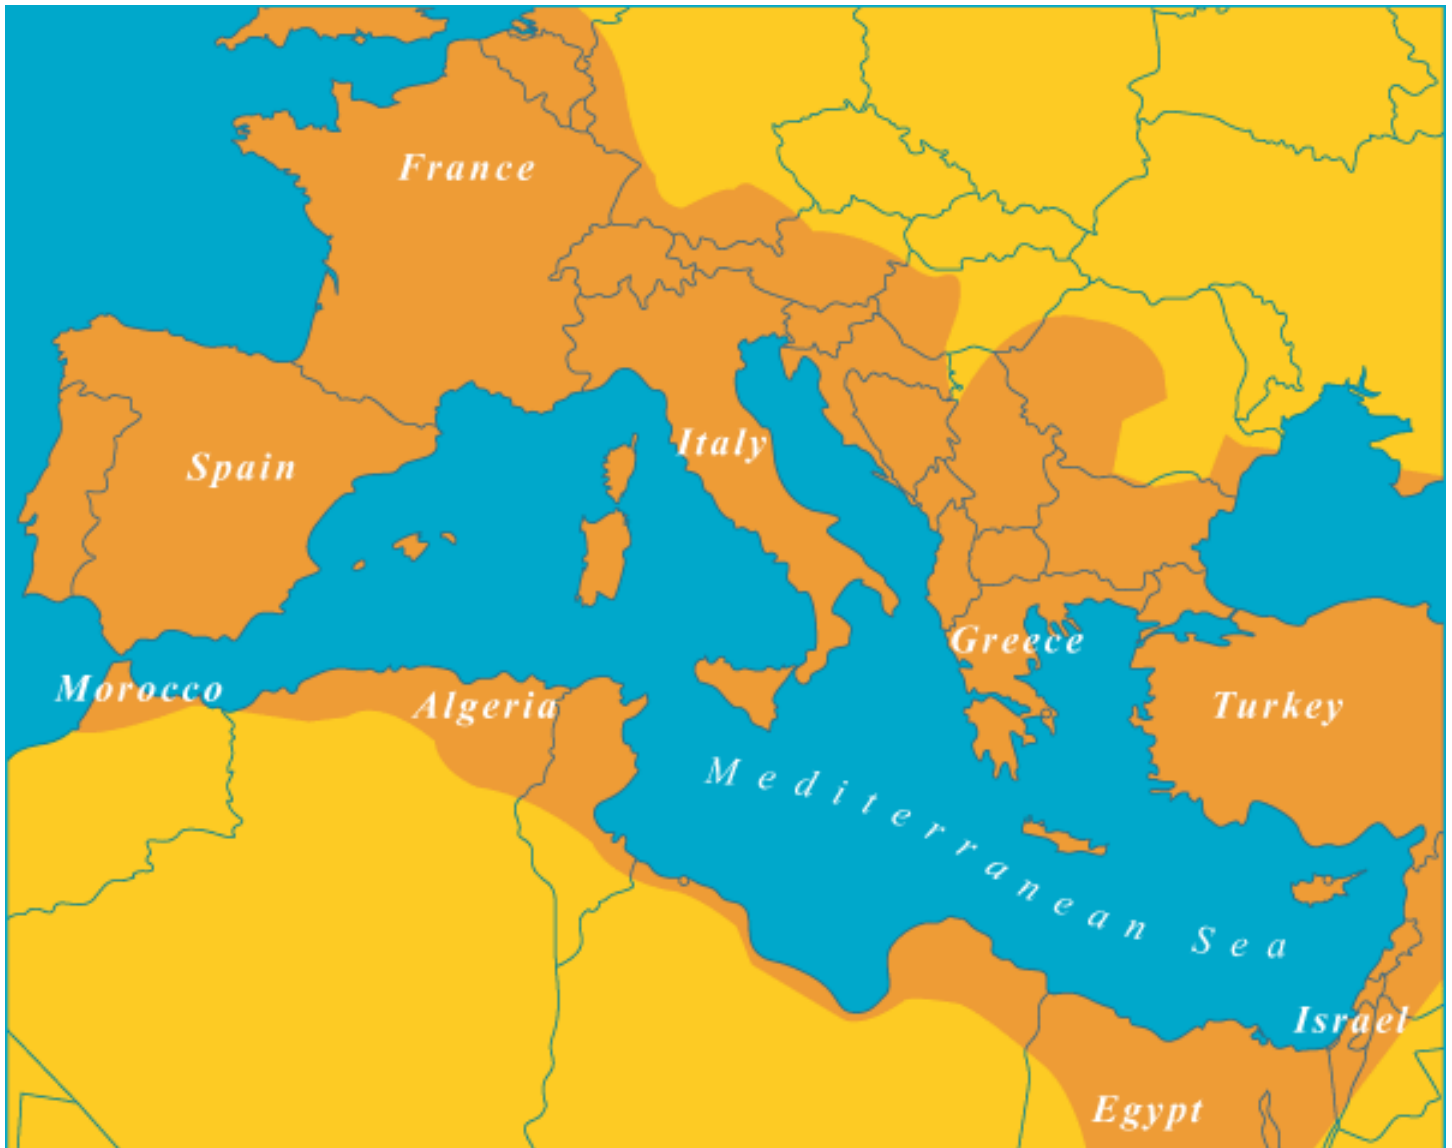 France
Spain
Italy
Greece
Morocco
Algeria
Turkey
Mediterranean Sea
Israel
Egypt